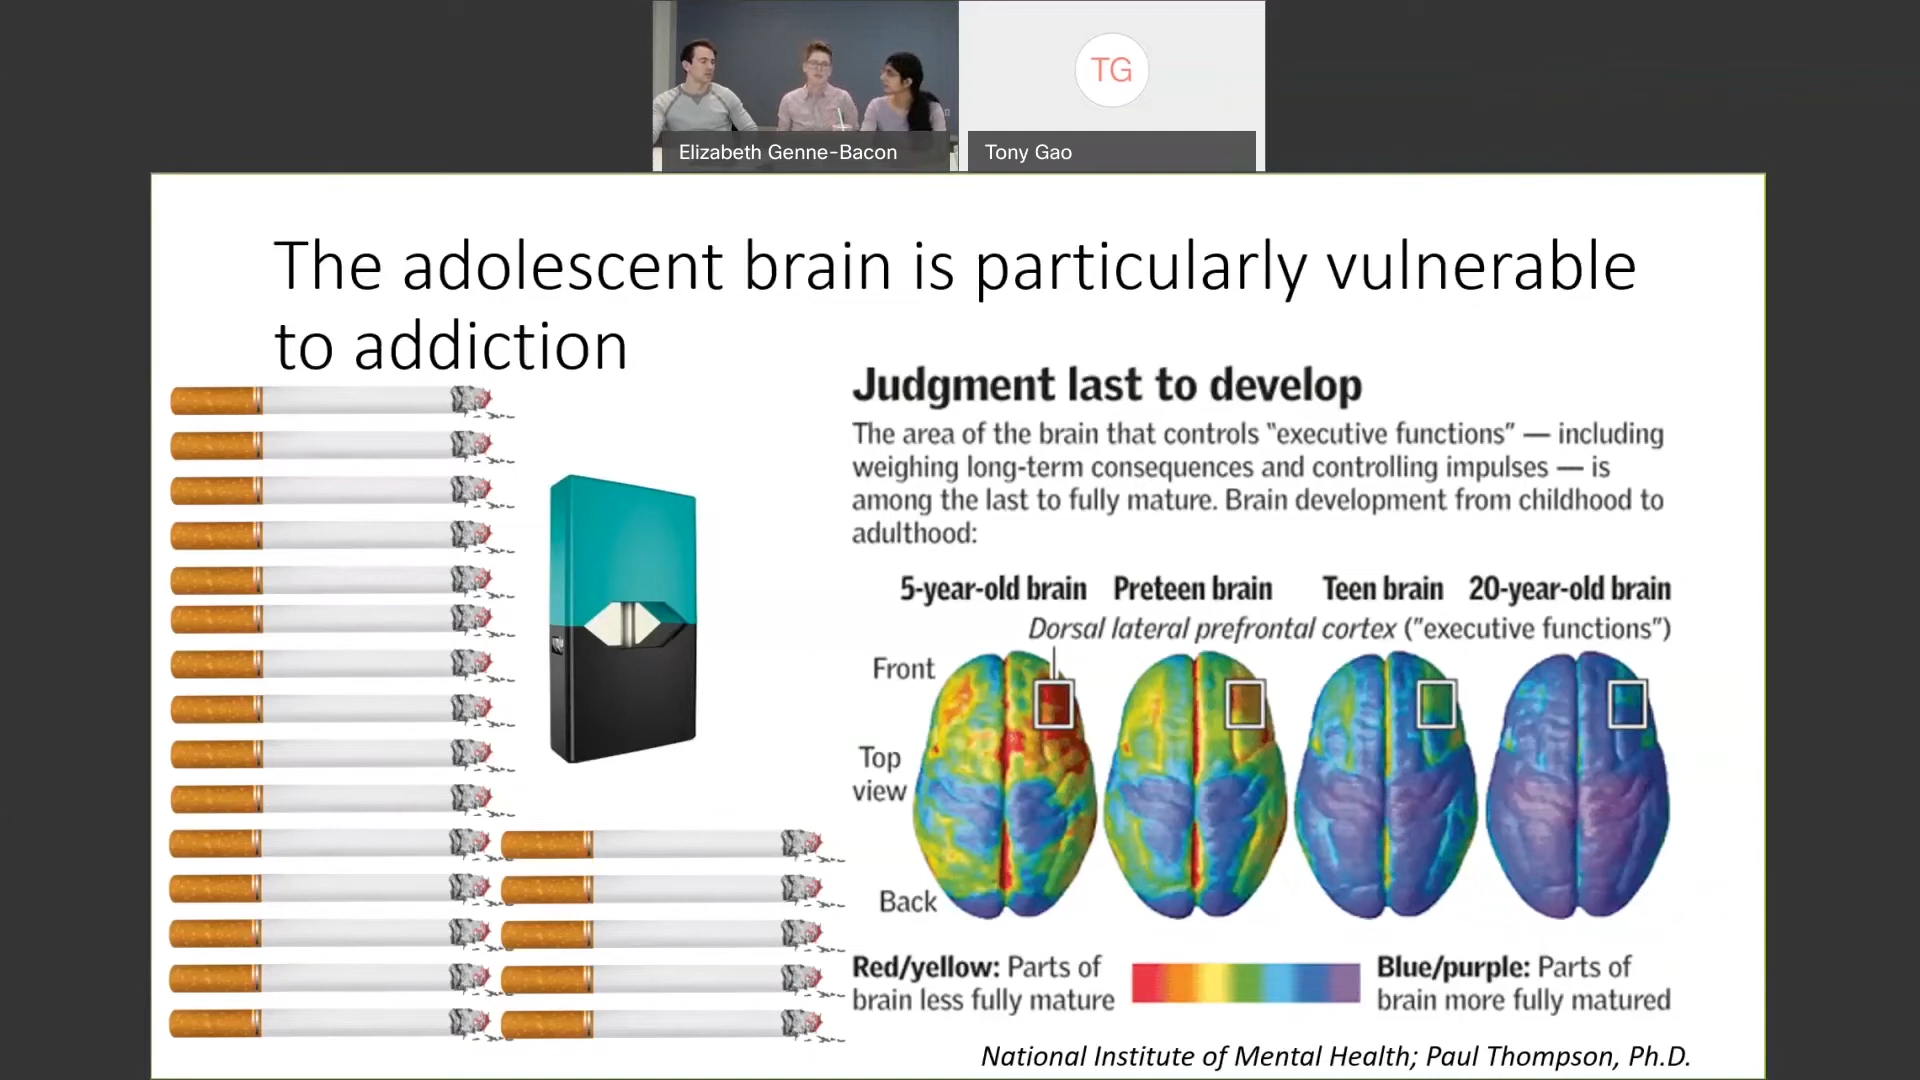 TG
Elizabeth Genne-Bacon
Tony Gao
The adolescent brain is particularly vulnerable
to addiction
Judgment last to develop
The area of the brain that controls "executive functions" — including
weighing long-term consequences and controlling impulses — is
among the last to fully mature. Brain development from childhood to
adulthood:
5-year-old brain Preteen brain Teen brain 20-year-old brain
Dorsal lateral prefrontal cortex ("executive functions")
Front
Top
view
Back
Red/yellow: Parts of
brain less fully mature
Blue/purple: Parts of
brain more fully matured
National Institute of Mental Health; Paul Thompson, Ph.D.